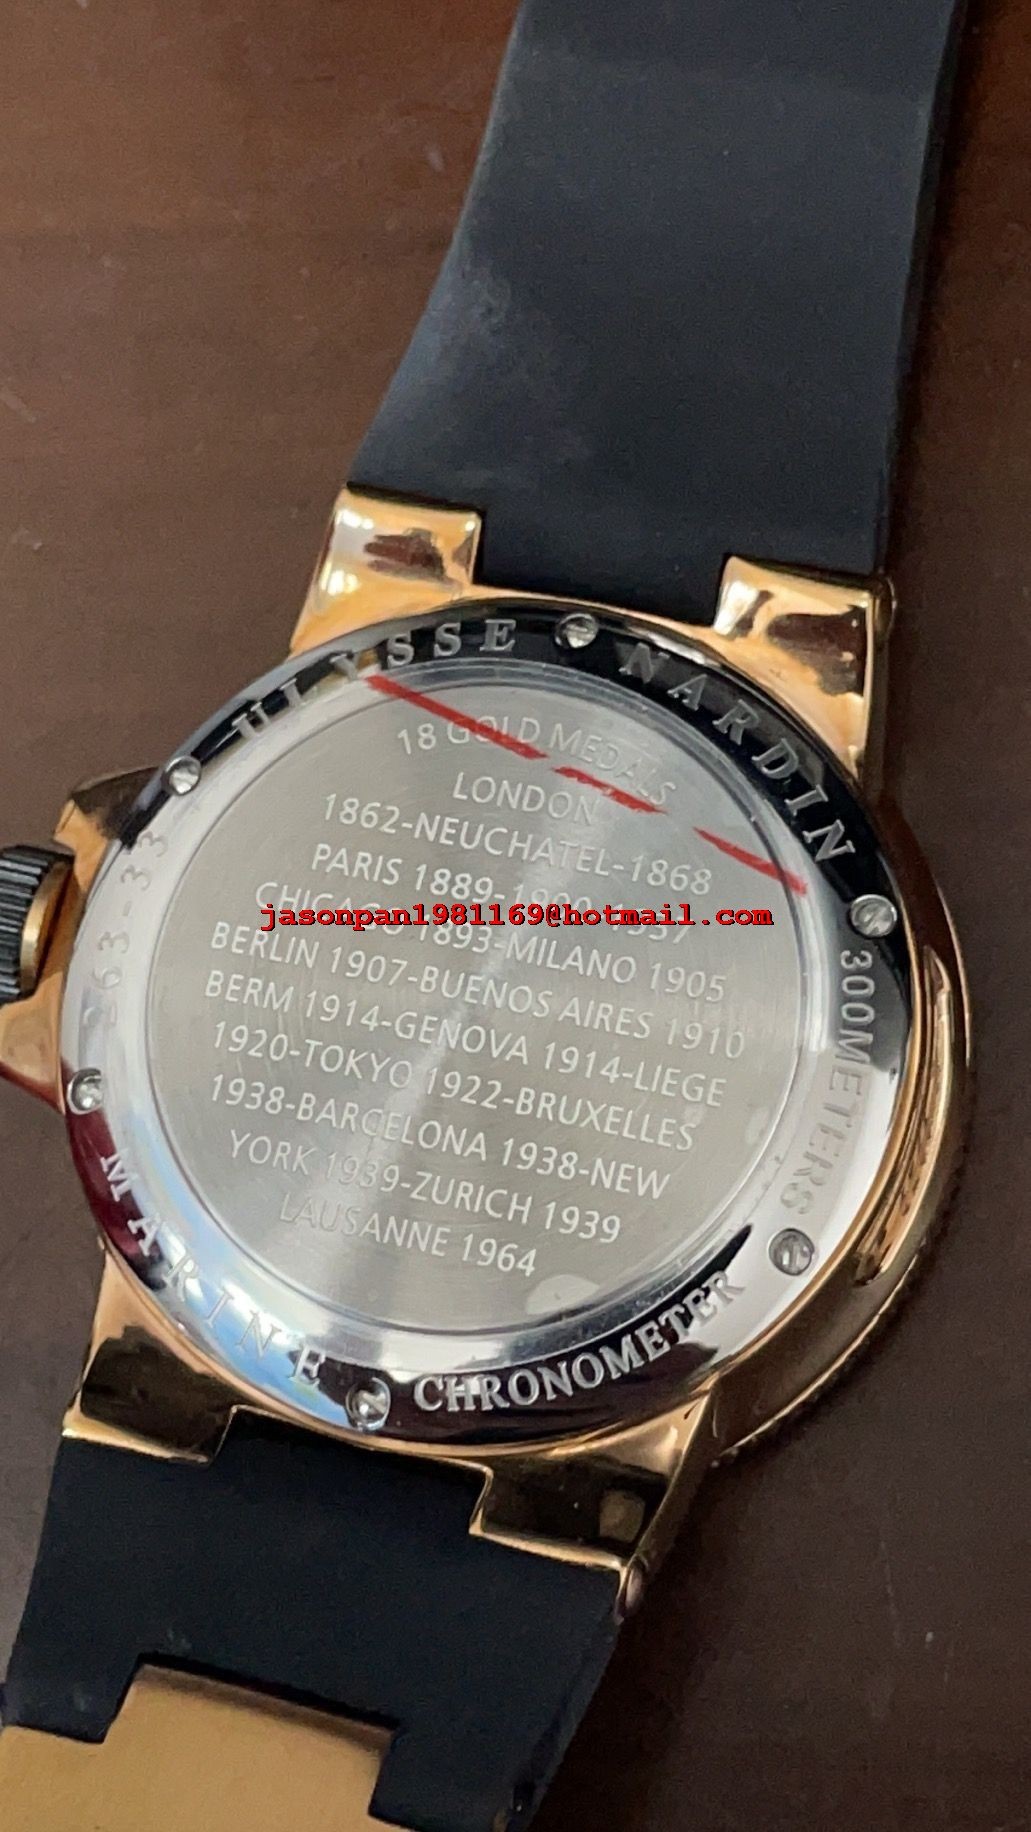 ULYSSE NARDIN
18 GOLD MEDALS
LONDON
1862-NEUCHATEL-1868
PARIS 1889-1900-1937
CHICAGO 1893-MILANO 1905
jasonpan1981169@hotmail.com
BERLIN 1907-BUENOS AIRES 1910
BERM 1914-GENOVA 1914-LIEGE
1920-TOKYO 1922-BRUXELLES
1938-BARCELONA 1938-NEW
YORK 1939-ZURICH 1939
LAUSANNE 1964
300METERS
CHRONOMETER
MARINE
263-33